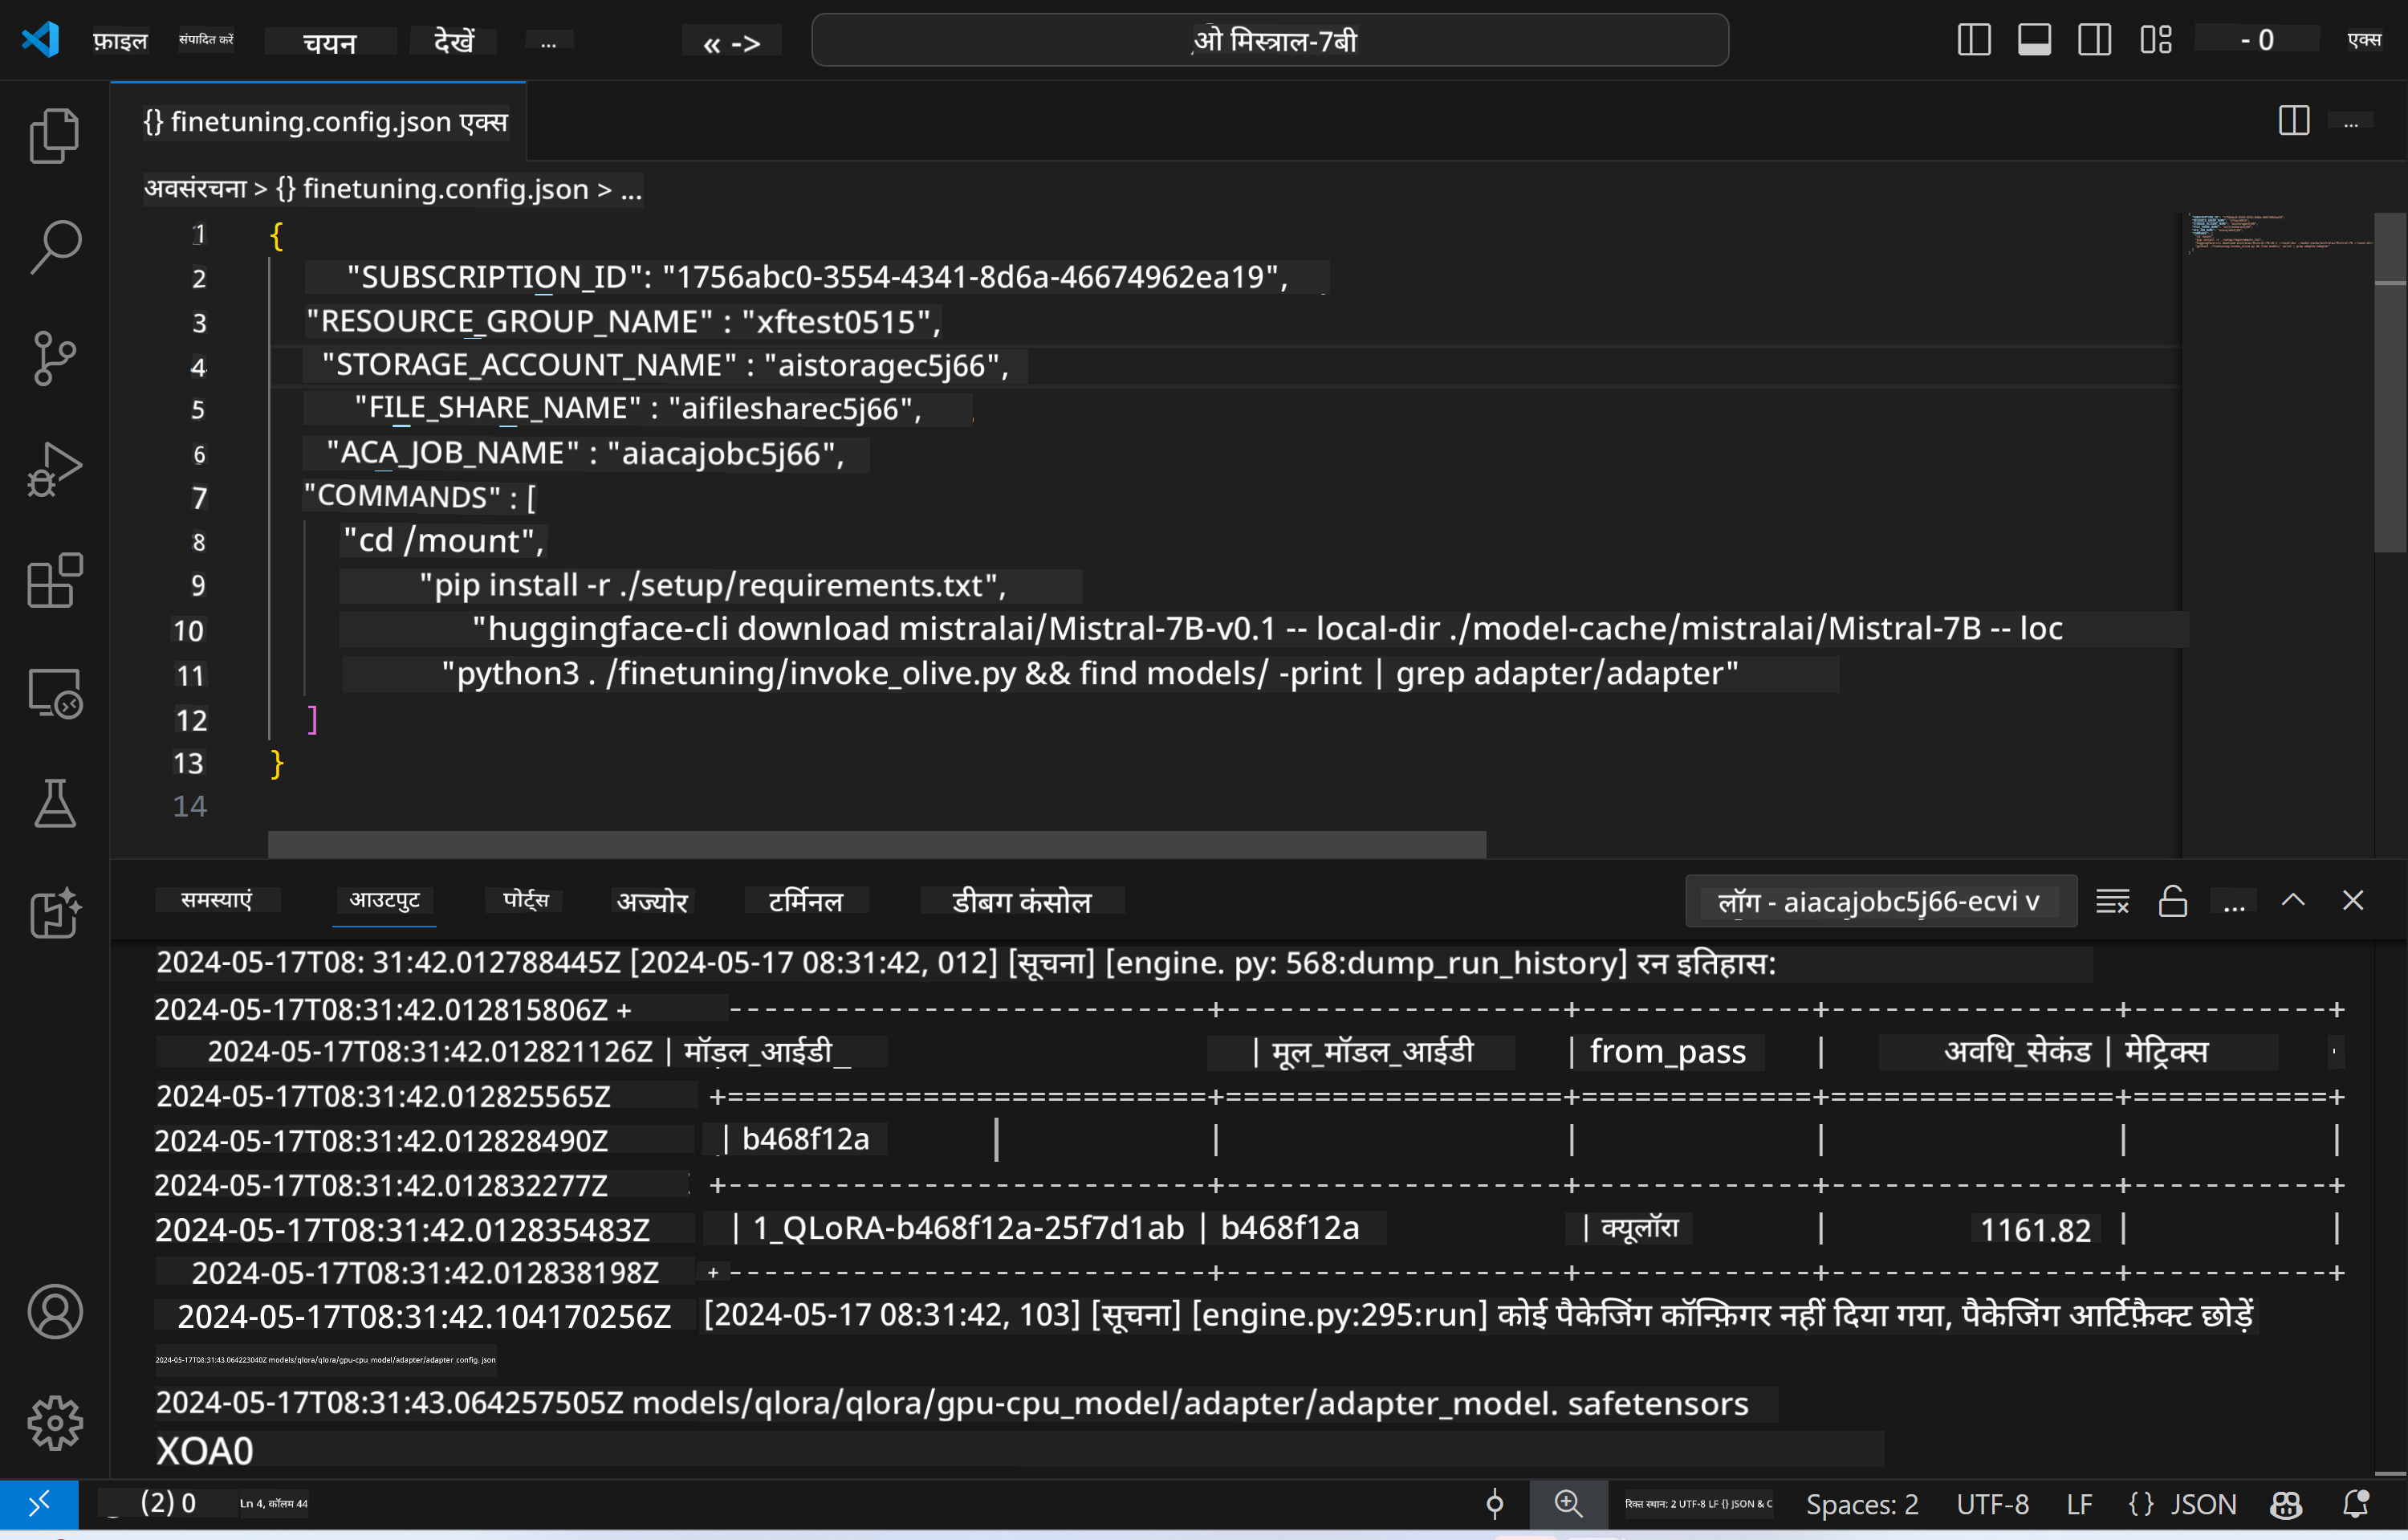 फ़ाइल संपादित करें चयन देखें ... « -> ओ मिस्त्राल-7बी - 0 एक्स
{} finetuning.config.json एक्स ...
अवसंरचना > {} finetuning.config.json > ...
1 {
2 "SUBSCRIPTION_ID": "1756abc0-3554-4341-8d6a-46674962ea19",
3 "RESOURCE_GROUP_NAME" : "xftest0515",
4 "STORAGE_ACCOUNT_NAME" : "aistoragec5j66",
5 "FILE_SHARE_NAME" : "aifilesharec5j66",
6 "ACA_JOB_NAME" : "aiacajobc5j66",
7 "COMMANDS" : [
8 "cd /mount",
9 "pip install -r ./setup/requirements.txt",
10 "huggingface-cli download mistralai/Mistral-7B-v0.1 -- local-dir ./model-cache/mistralai/Mistral-7B -- loc
11 "python3 . /finetuning/invoke_olive.py && find models/ -print | grep adapter/adapter"
12 ]
13 }
14
समस्याएं आउटपुट पोर्ट्स अज्योर टर्मिनल डीबग कंसोल लॉग - aiacajobc5j66-ecvi v ...
2024-05-17T08: 31:42.012788445Z [2024-05-17 08:31:42, 012] [सूचना] [engine. py: 568:dump_run_history] रन इतिहास:
2024-05-17T08:31:42.012815806Z + ---------------------------+-------------------+-------------+----------------+-----------+
2024-05-17T08:31:42.012821126Z | मॉडल_आईडी | मूल_मॉडल_आईडी | from_pass | अवधि_सेकंड | मेट्रिक्स
2024-05-17T08:31:42.012825565Z +===========================+===================+=============+================+===========+
2024-05-17T08:31:42.012828490Z | b468f12a | | | | |
2024-05-17T08:31:42.012832277Z +---------------------------+-------------------+-------------+----------------+-----------+
2024-05-17T08:31:42.012835483Z | 1_QLoRA-b468f12a-25f7d1ab | b468f12a | क्यूलॉरा | 1161.82 | |
2024-05-17T08:31:42.012838198Z +---------------------------+-------------------+-------------+----------------+-----------+
2024-05-17T08:31:42.104170256Z [2024-05-17 08:31:42, 103] [सूचना] [engine.py:295:run] कोई पैकेजिंग कॉन्फ़िगर नहीं दिया गया, पैकेजिंग आर्टिफ़ैक्ट छोड़ें
2024-05-17T08:31:43.064223040Z models/qlora/qlora/gpu-cpu_model/adapter/adapter_config. json
2024-05-17T08:31:43.064257505Z models/qlora/qlora/gpu-cpu_model/adapter/adapter_model. safetensors
XOA0
(2) 0 Ln 4, कॉलम 44 रिक्त स्थान: 2 UTF-8 LF {} JSON & C Spaces: 2 UTF-8 LF {} JSON